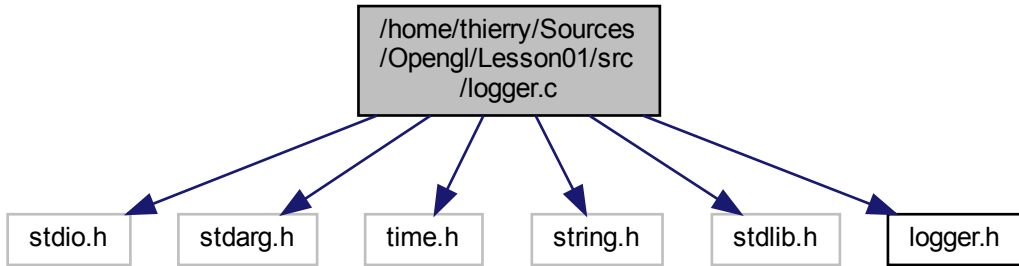 /home/thierry/Sources
/Opengl/Lesson01/src
/logger.c
stdio.h
stdarg.h
time.h
string.h
stdlib.h
logger.h